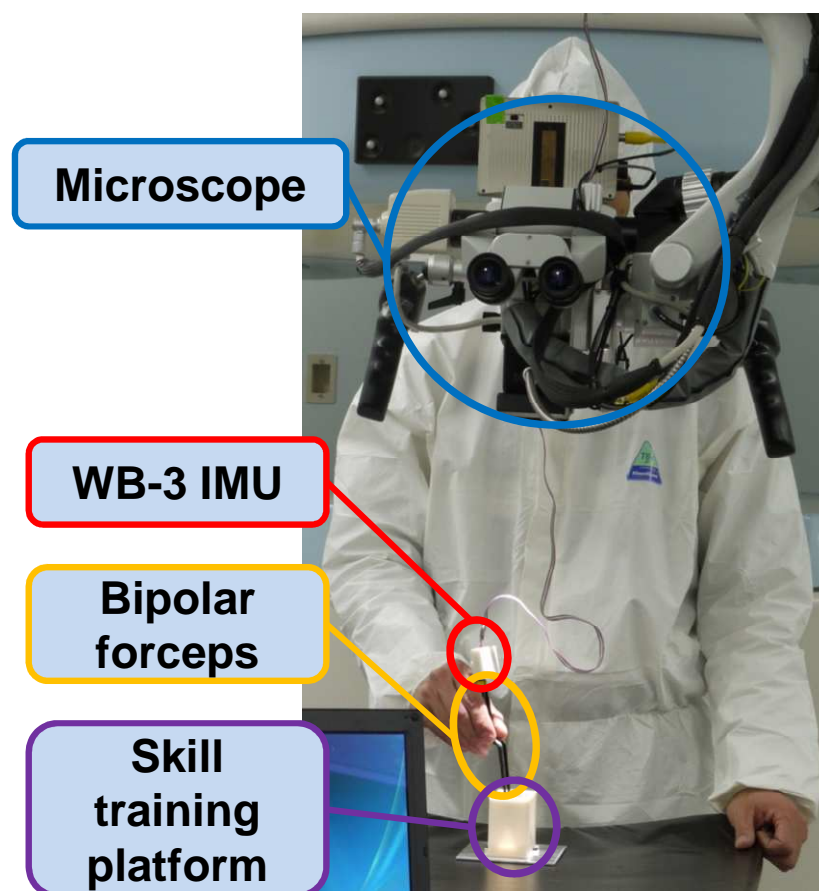 Microscope
WB-3 IMU
Bipolar
forceps
Skill
training
platform